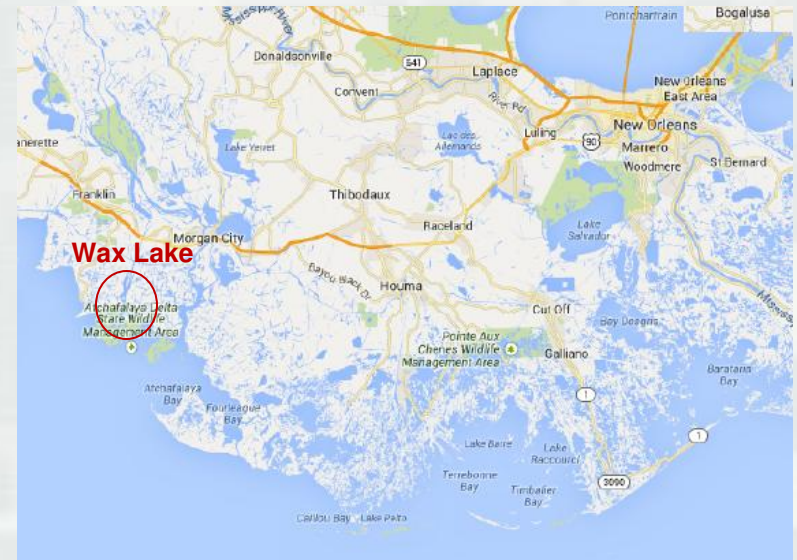 Mississippi River
Pontchartrain
Bogalusa
Donaldsonville
641
Laplace
New Orleans
East Area
Convent
River Rd
New Orleans
Luling
90
Marrero
Lac des
Allemands
Lake Verret
Woodmere
St Bernard
Franklin
Thibodaux
Lake
Salvador
Raceland
Morgan City
Wax Lake
Bayou Black Dr
Houma
Cut Off
Atchafalaya Delta
State Wildlife
Management Area
Pointe Aux
Chenes Wildlife
Management Area
Galliano
Barataria
Bay
Atchafalaya
Bay
Fourleague
Bay
1
1
Lake Barre
Lake
Raccourci
Terrebonne
Bay
Timbalier
Bay
3090
Caillou Bay
Lake Pelto